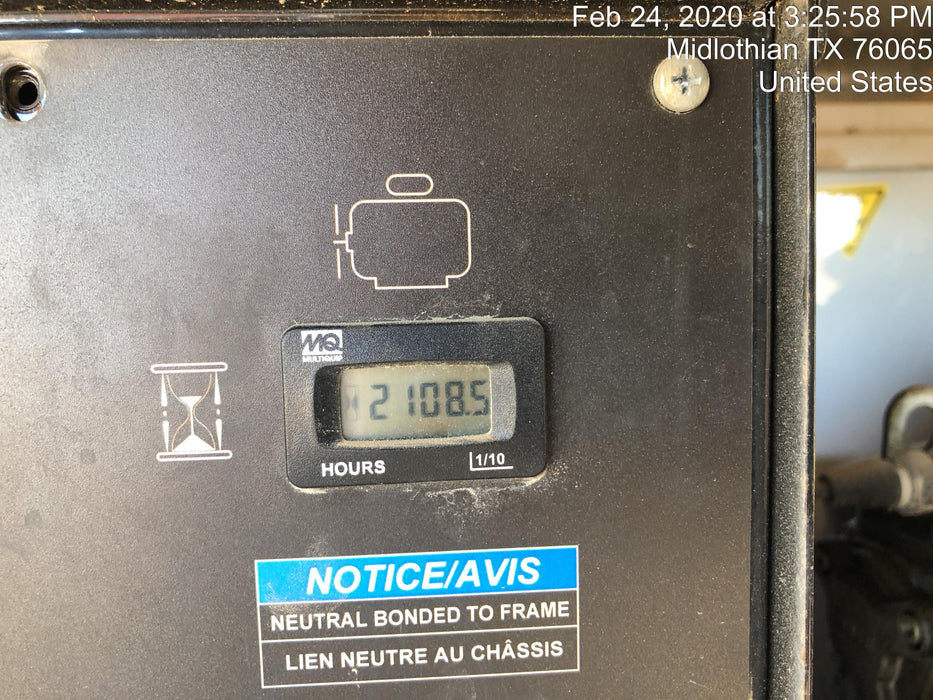 Feb 24, 2020 at 3:25:58 PM
Midlothian TX 76065
United States
MQ
MULTIQUIP
2108.5
HOURS 1/10
NOTICE/AVIS
NEUTRAL BONDED TO FRAME
LIEN NEUTRE AU CHÂSSIS